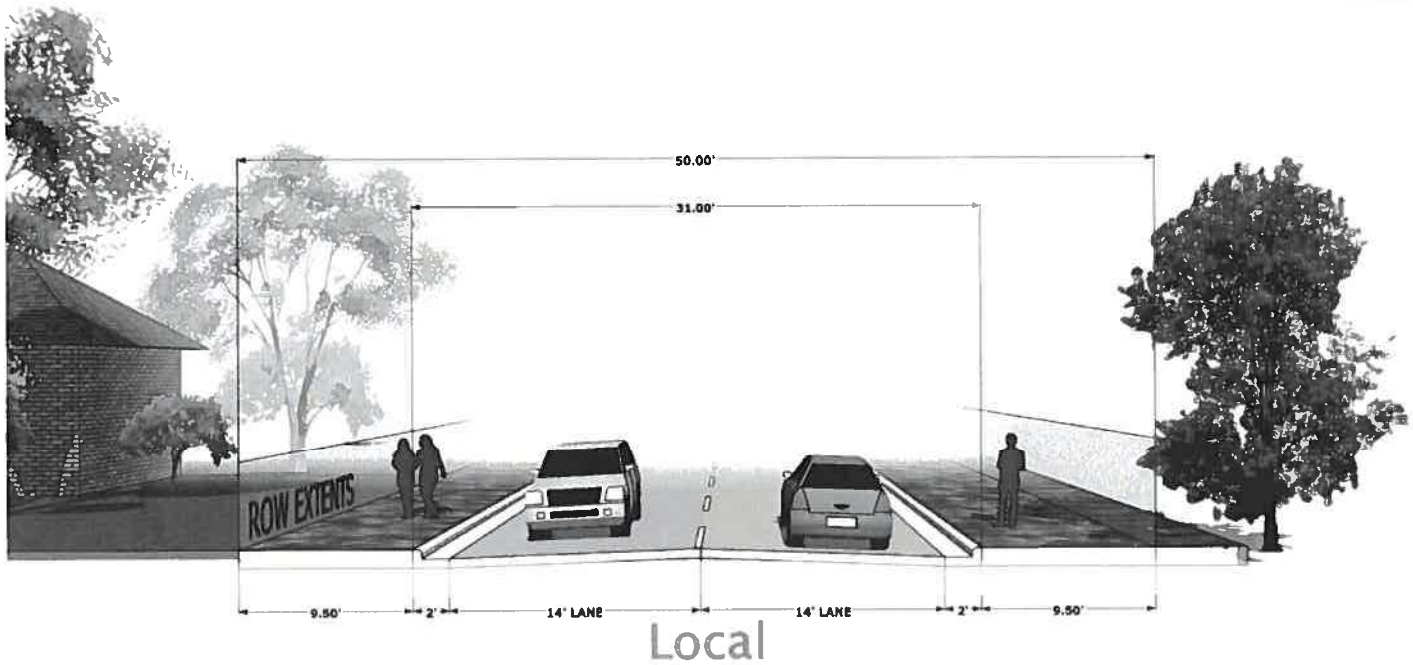 50.00'
31.00'
ROW EXTENTS
9.50' 2' 14' LANE 14' LANE 2' 9.50'
Local